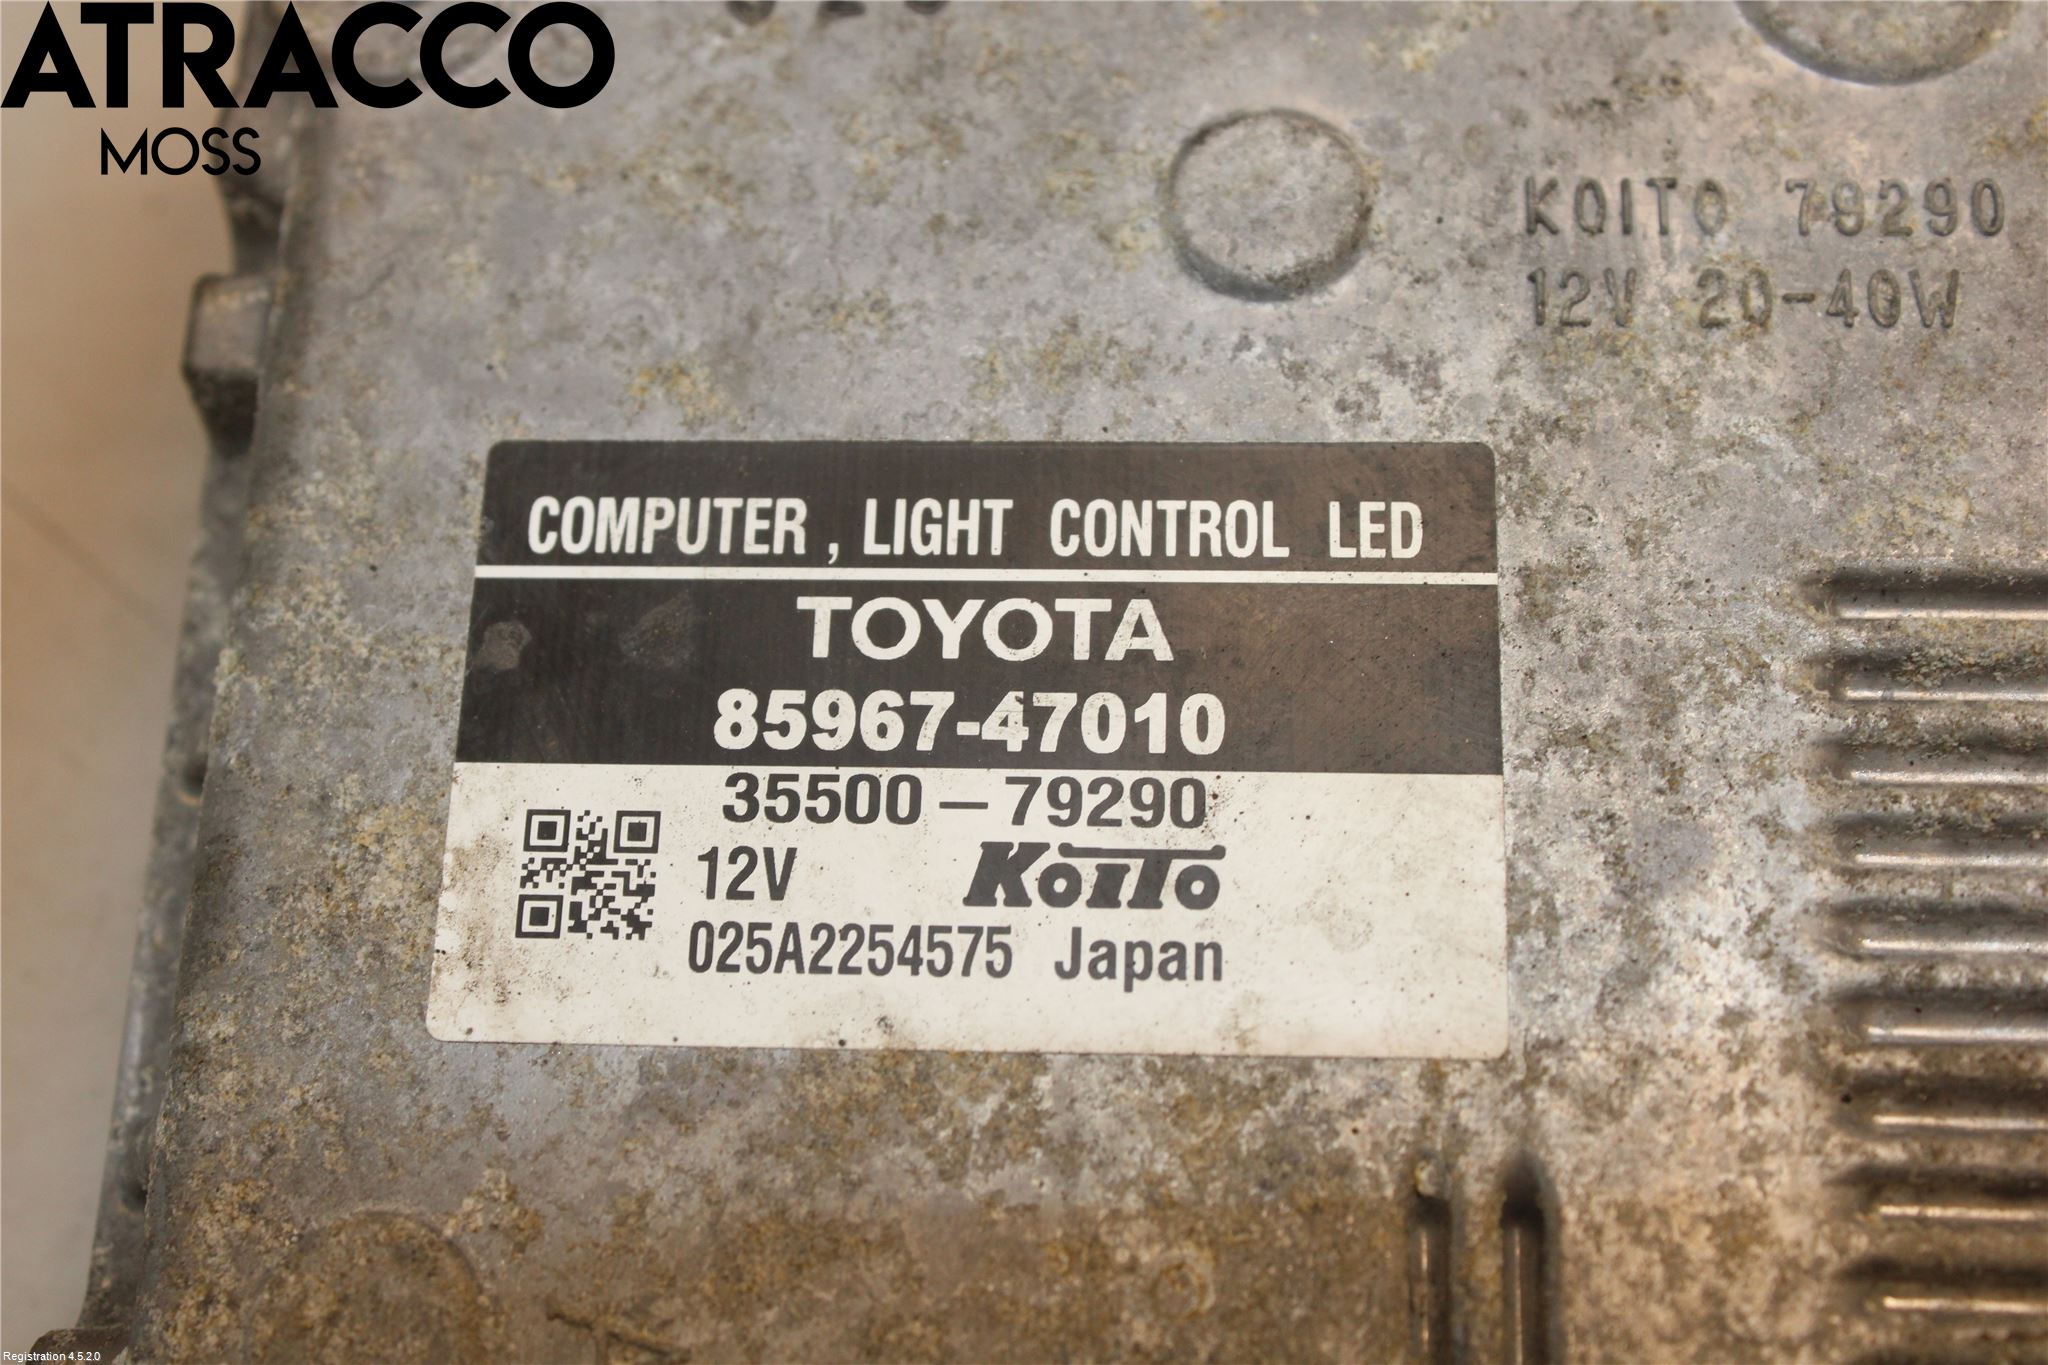 ATRACCO
MOSS
KOITO 79290
12V 20-40W
COMPUTER , LIGHT CONTROL LED
TOYOTA
85967-47010
35500-79290
12V KOITO
025A2254575 Japan
Registration 4.5.2.0